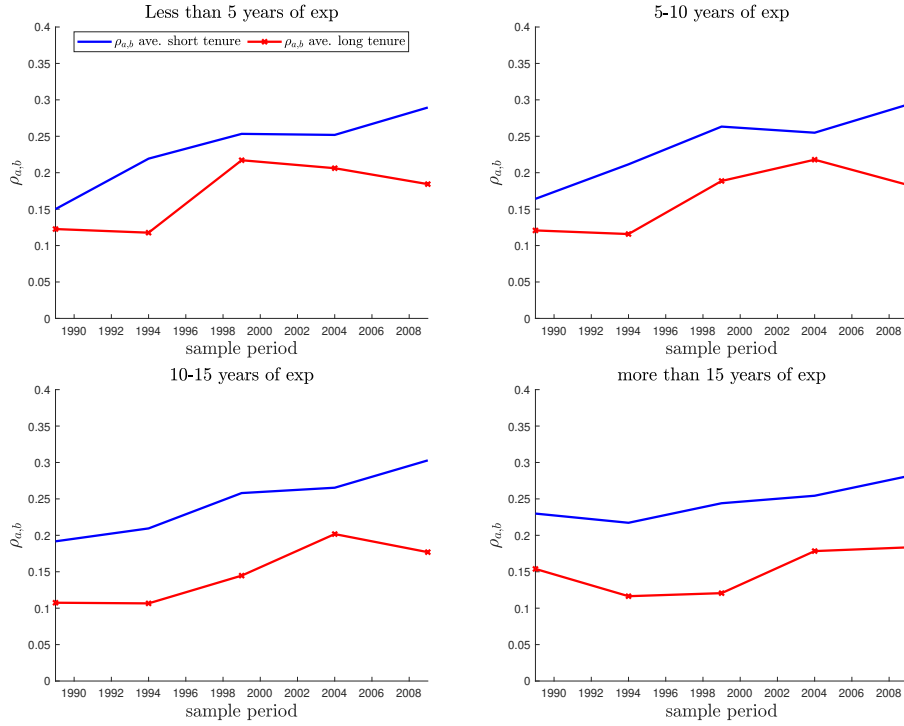 Less than 5 years of exp
0.4
0.35
0.3
0.25
0.2
0.15
0.1
0.05
0
ρa,b
ρa,b ave. short tenure
ρa,b ave. long tenure
1990 1992 1994 1996 1998 2000 2002 2004 2006 2008
sample period
5-10 years of exp
0.4
0.35
0.3
0.25
0.2
0.15
0.1
0.05
0
ρa,b
1990 1992 1994 1996 1998 2000 2002 2004 2006 2008
sample period
10-15 years of exp
0.4
0.35
0.3
0.25
0.2
0.15
0.1
0.05
0
ρa,b
1990 1992 1994 1996 1998 2000 2002 2004 2006 2008
sample period
more than 15 years of exp
0.4
0.35
0.3
0.25
0.2
0.15
0.1
0.05
0
ρa,b
1990 1992 1994 1996 1998 2000 2002 2004 2006 2008
sample period